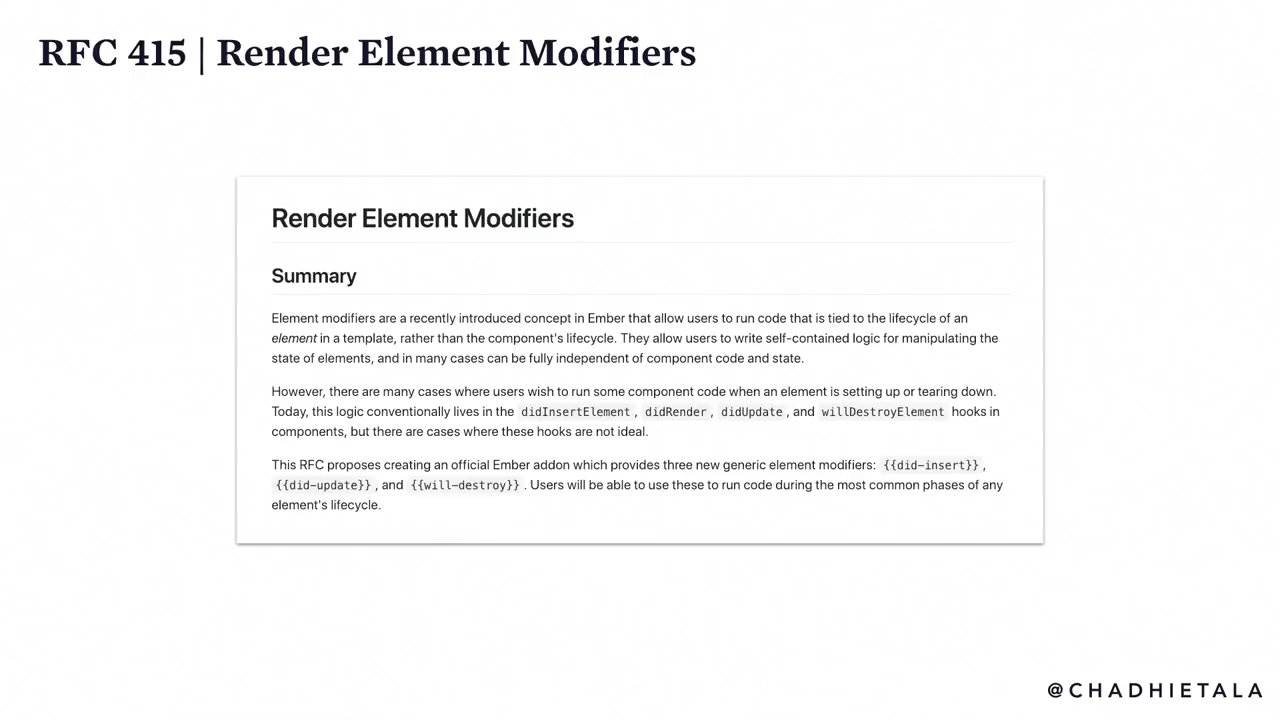 RFC 415 | Render Element Modifiers
Render Element Modifiers
Summary
Element modifiers are a recently introduced concept in Ember that allow users to run code that is tied to the lifecycle of an
element in a template, rather than the component's lifecycle. They allow users to write self-contained logic for manipulating the
state of elements, and in many cases can be fully independent of component code and state.
However, there are many cases where users wish to run some component code when an element is setting up or tearing down.
Today, this logic conventionally lives in the didInsertElement, didRender, didUpdate, and willDestroyElement hooks in
components, but there are cases where these hooks are not ideal.
This RFC proposes creating an official Ember addon which provides three new generic element modifiers: {{did-insert}},
{{did-update}}, and {{will-destroy}}. Users will be able to use these to run code during the most common phases of any
element's lifecycle.
@CHADHIETALA